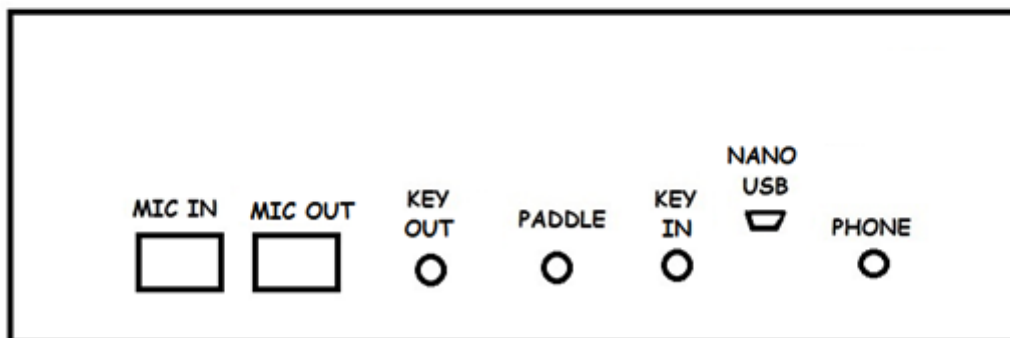 MIC IN
MIC OUT
KEY
OUT
PADDLE
KEY
IN
NANO
USB
PHONE